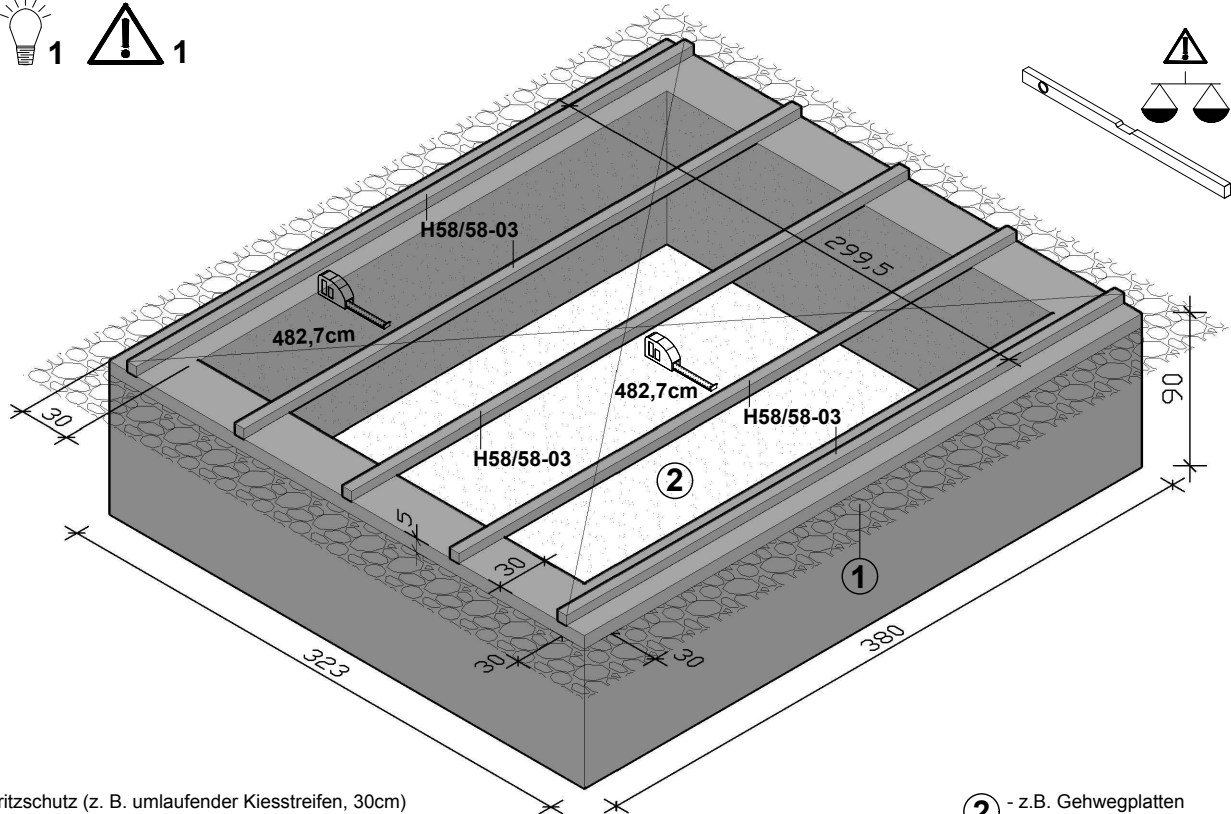 1 1
H58/58-03
299,5
482,7cm
482,7cm
H58/58-03
90
30
H58/58-03
2
5
30
1
30
30
323
380
ritzschutz (z. B. umlaufender Kiesstreifen, 30cm)
2 - z.B. Gehwegplatten